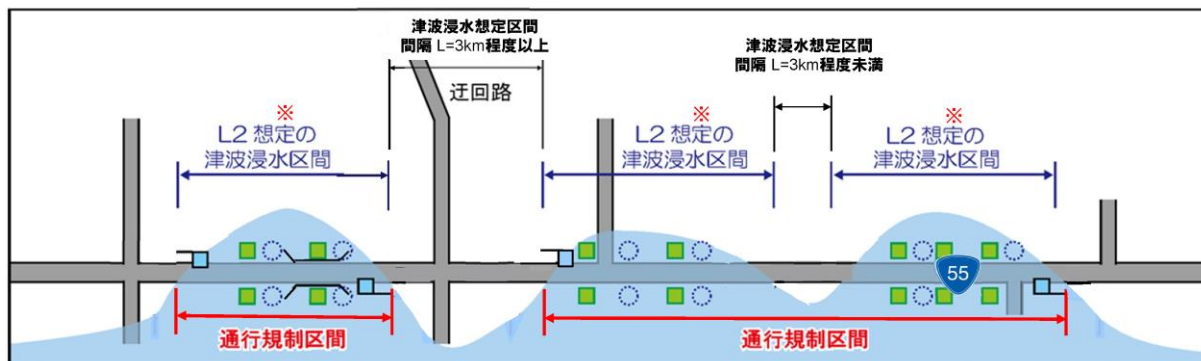 津波浸水想定区間
間隔 L=3km程度以上
津波浸水想定区間
間隔 L=3km程度未満
迂回路
※
L2 想定の
津波浸水区間
※
L2 想定の
津波浸水区間
※
L2 想定の
津波浸水区間
55
通行規制区間
通行規制区間